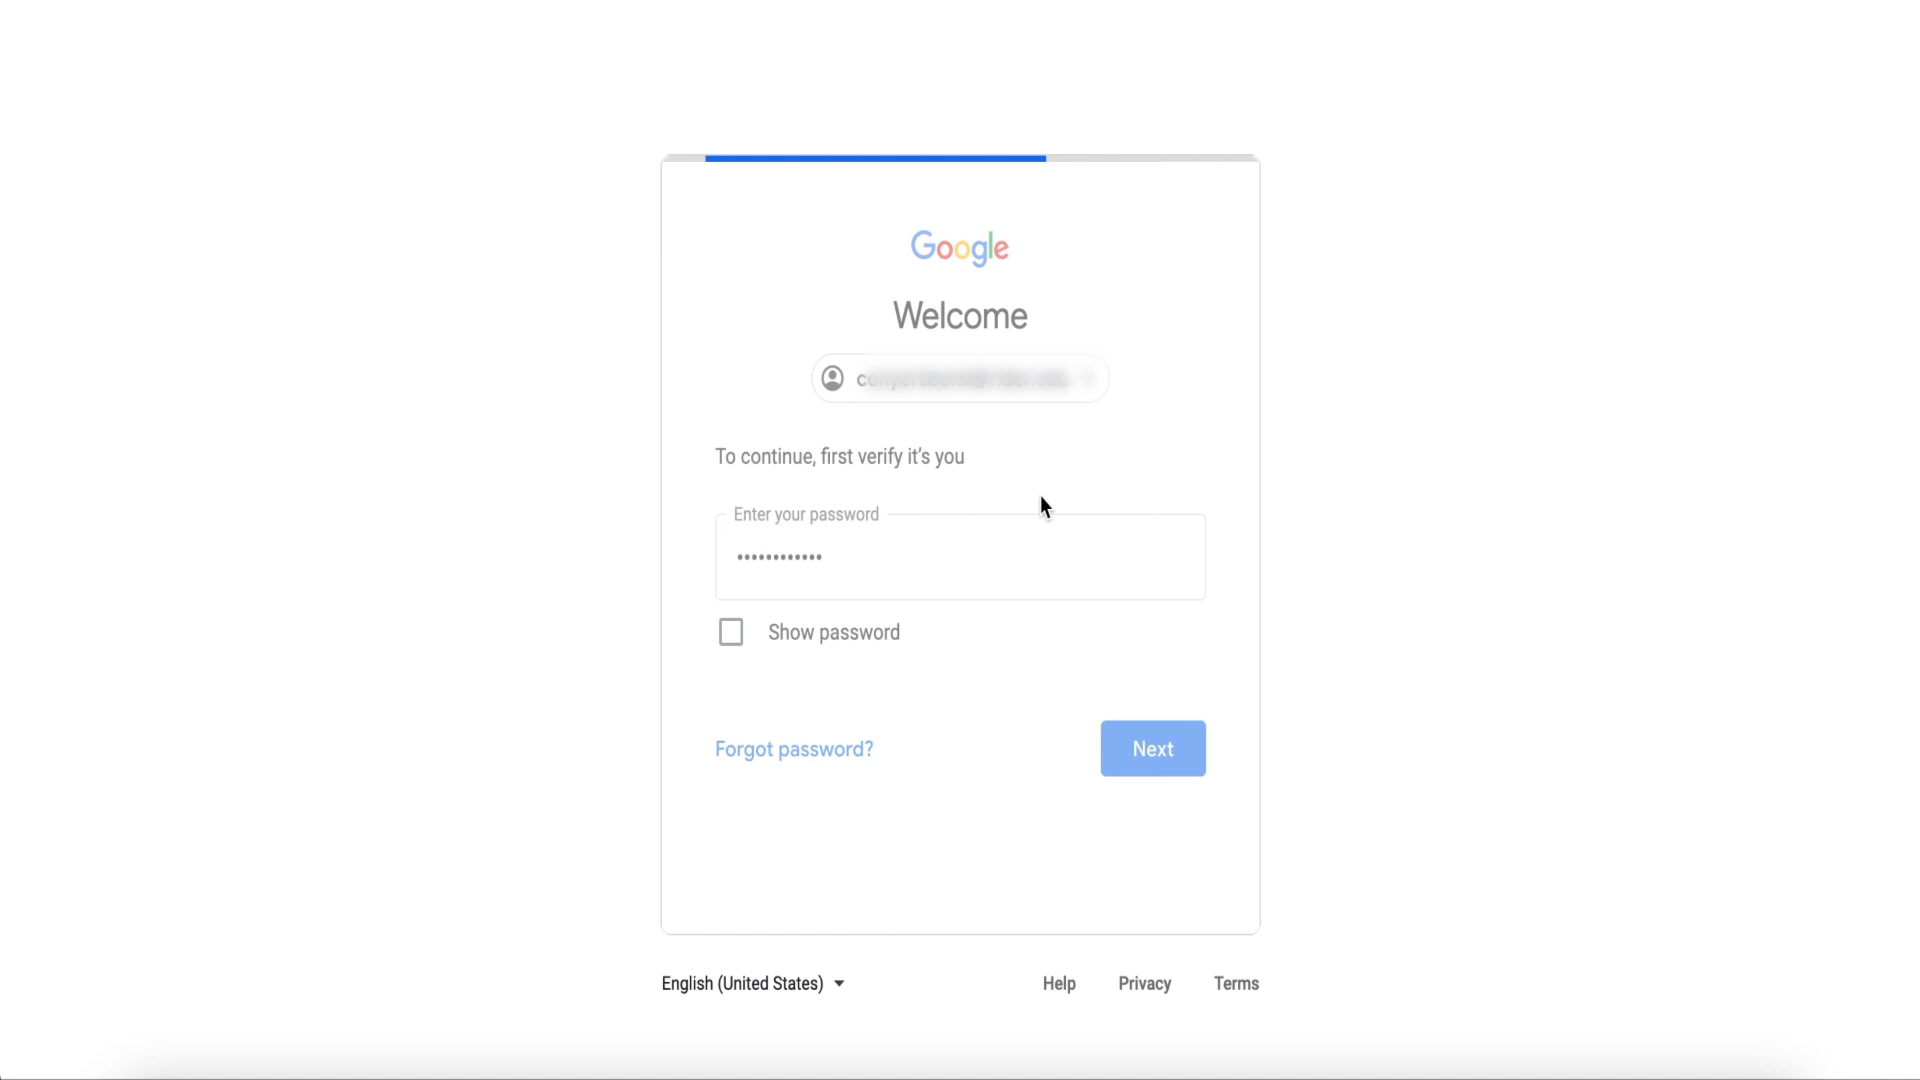 Google
Welcome
To continue, first verify it's you
Enter your password
••••••••••••
Show password
Forgot password?
Next
English (United States)
Help Privacy Terms